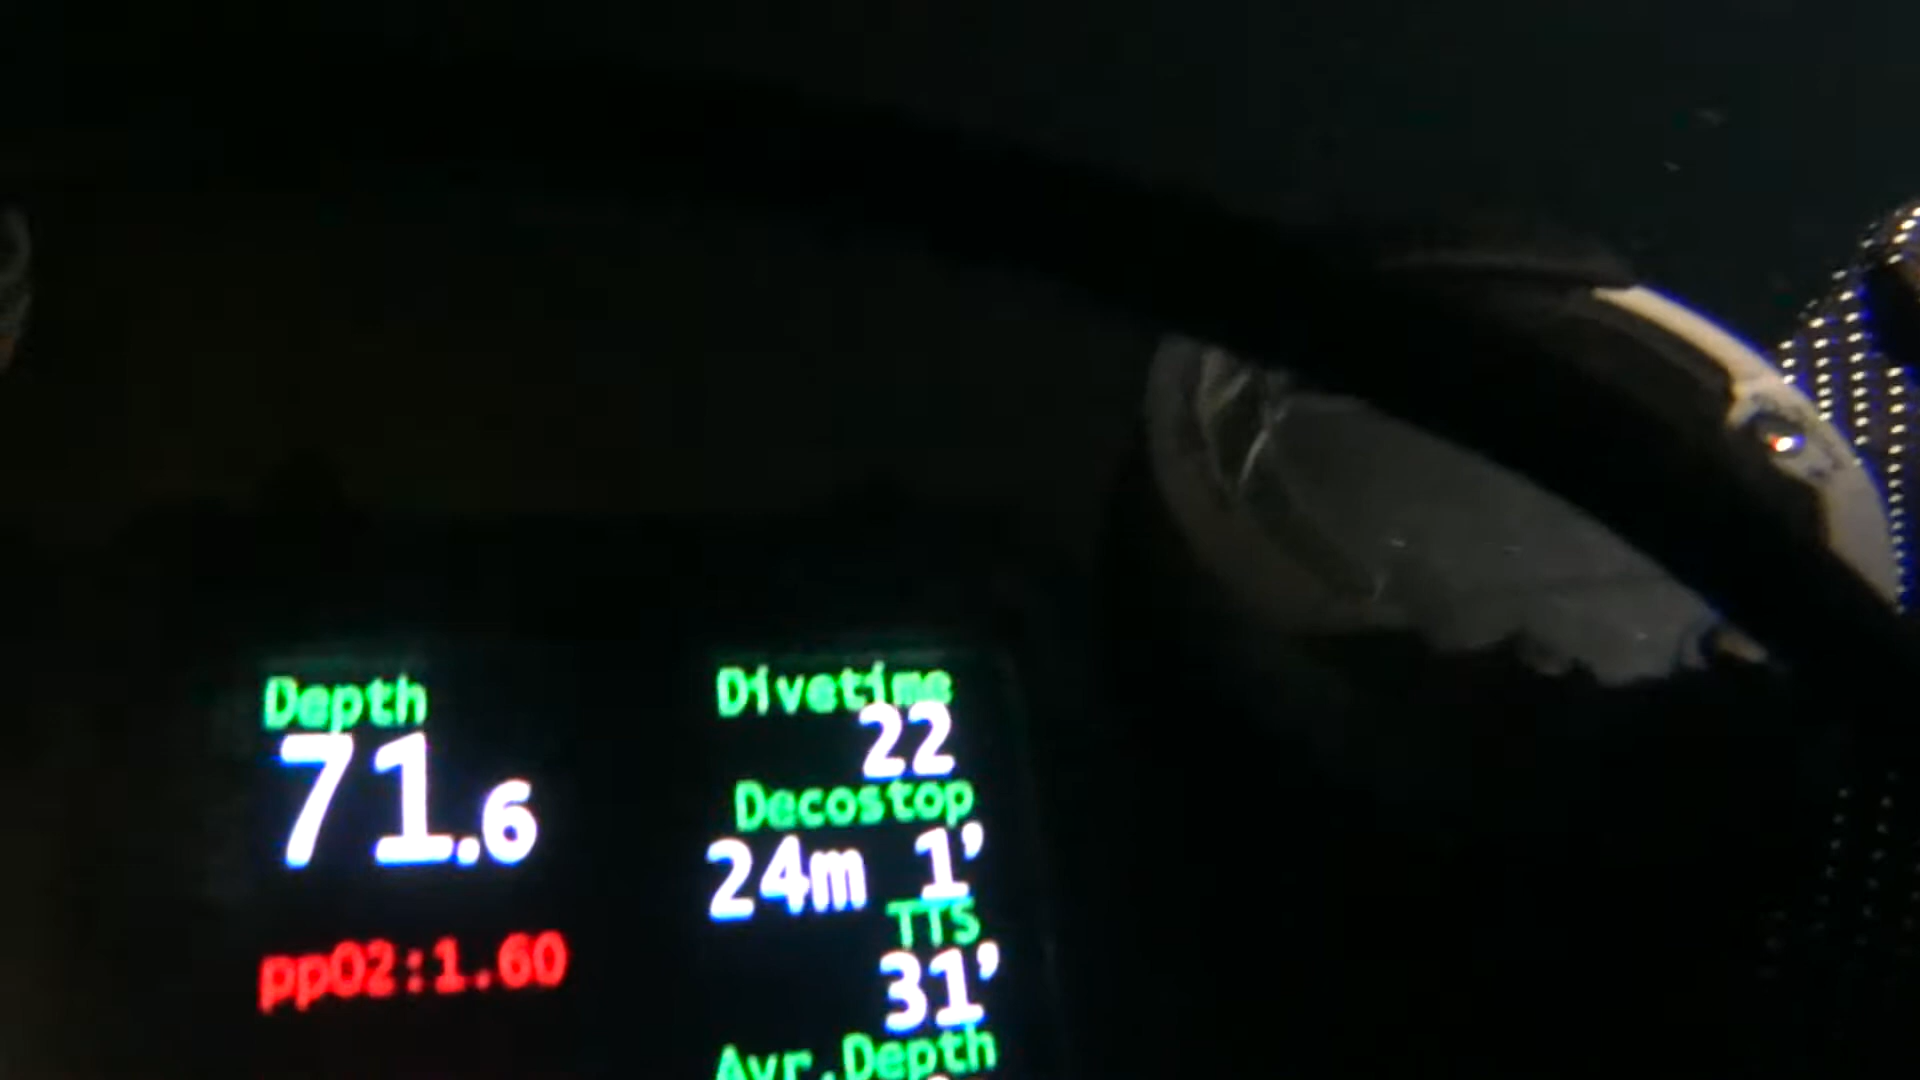 Depth
71.6
ppO2:1.60
Divetime
22
Decostop
24m 1'
TTS
31'
Avr.Depth